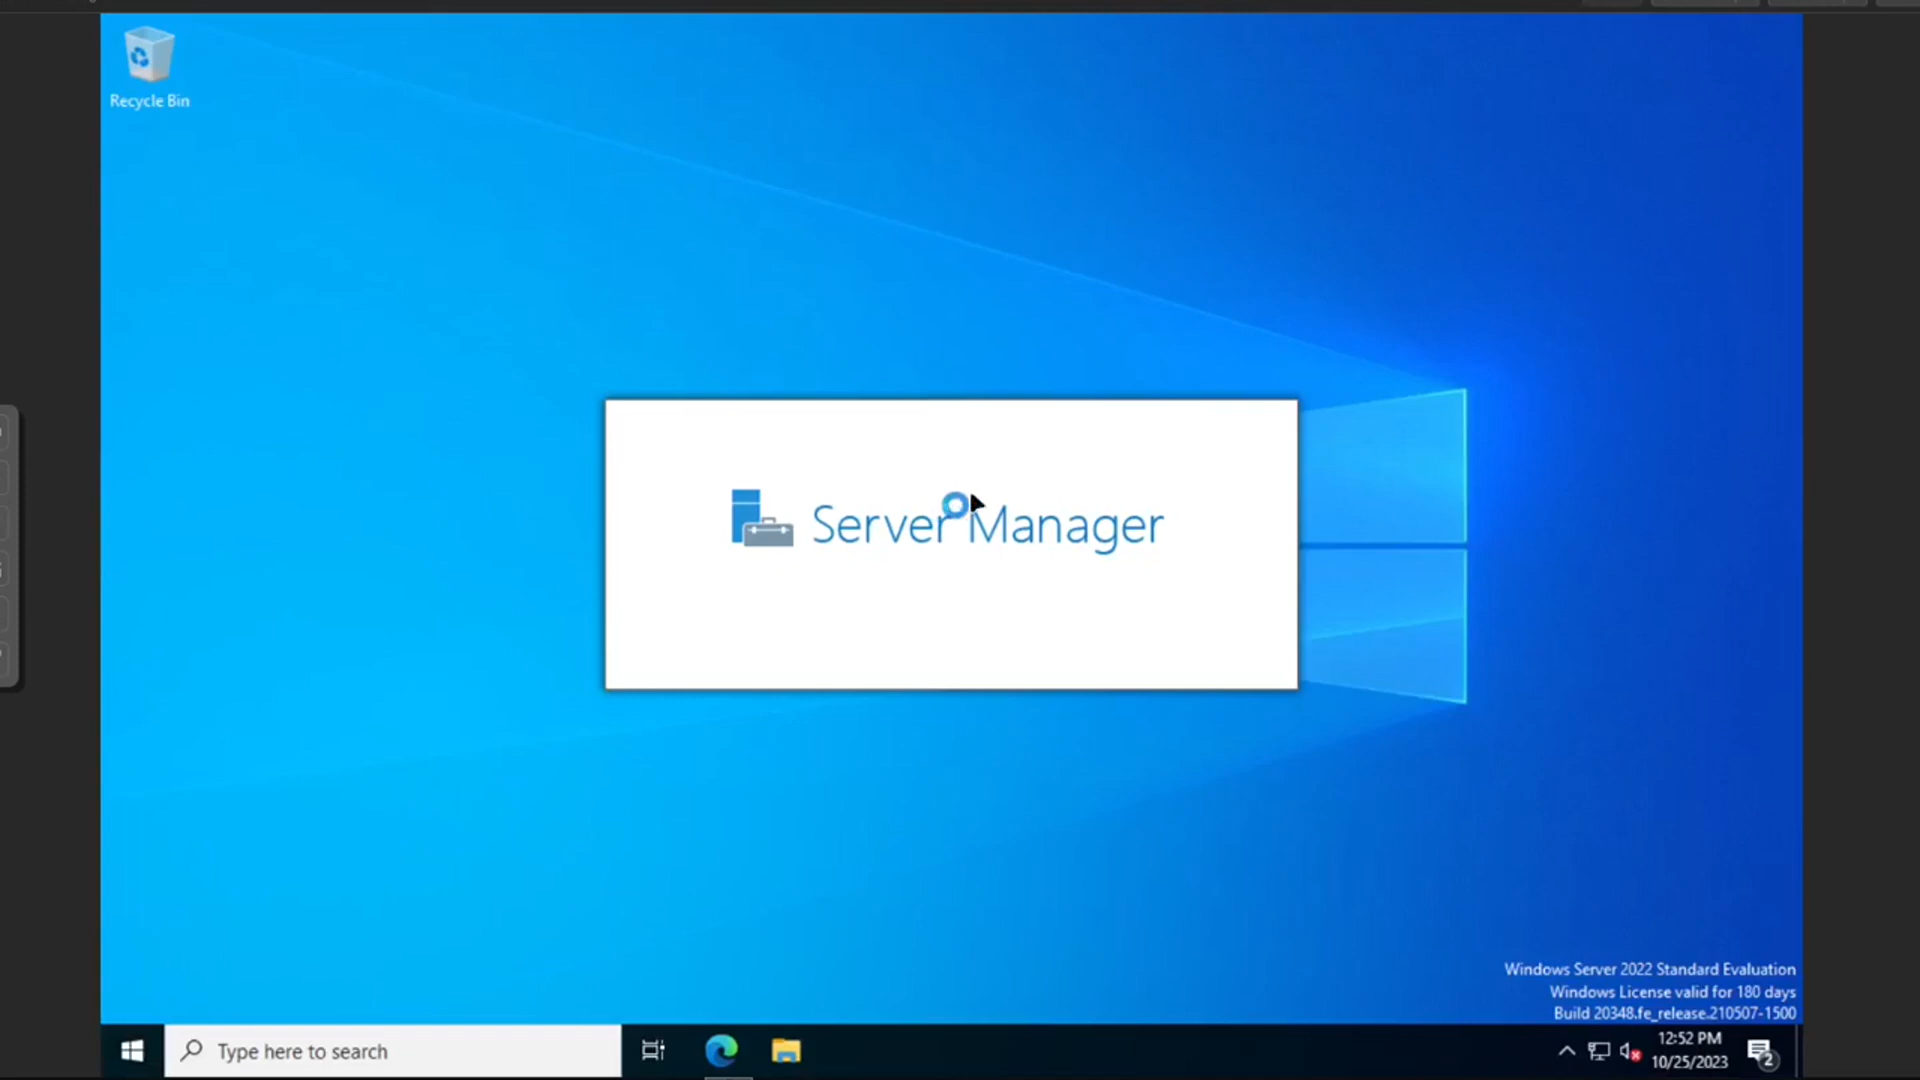 Recycle Bin
Server Manager
Windows Server 2022 Standard Evaluation
Windows License valid for 180 days
Build 20348.fe_release.210507-1500
Type here to search
12:52 PM
10/25/2023
2